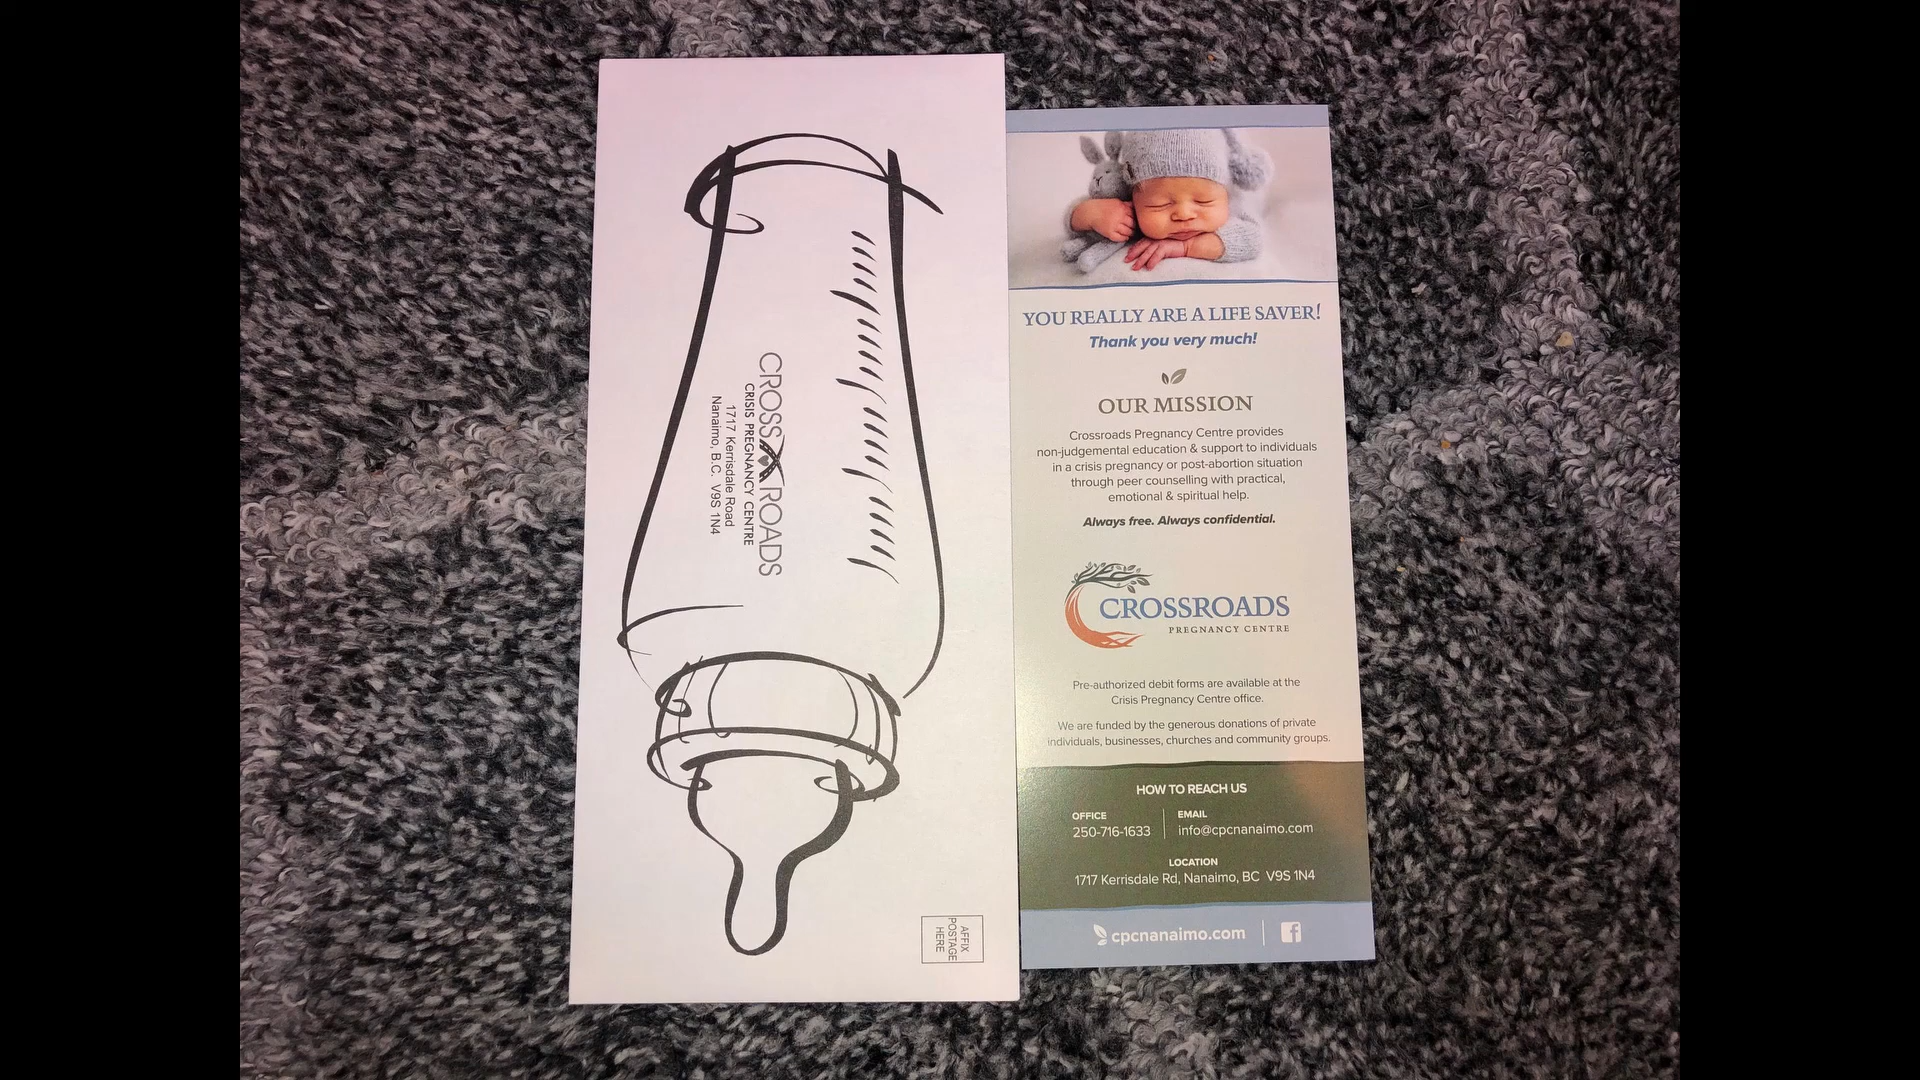 CROSS ROADS
CRISIS PREGNANCY CENTRE
1717 Kerrisdale Road
Nanaimo, B.C. V9S 1N4
AFFIX
POSTAGE
HERE
YOU REALLY ARE A LIFE SAVER!
Thank you very much!
OUR MISSION
Crossroads Pregnancy Centre provides
non-judgemental education & support to individuals
in a crisis pregnancy or post-abortion situation
through peer counselling with practical,
emotional & spiritual help.
Always free. Always confidential.
CROSSROADS
PREGNANCY CENTRE
Pre-authorized debit forms are available at the
Crisis Pregnancy Centre office.
We are funded by the generous donations of private
individuals, businesses, churches and community groups.
HOW TO REACH US
OFFICE
250-716-1633
EMAIL
info@cpcnanaimo.com
LOCATION
1717 Kerrisdale Rd, Nanaimo, BC V9S 1N4
cpcnanaimo.com